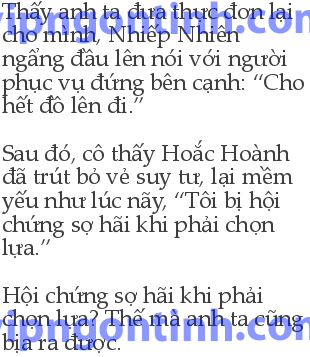 Thấy anh ta đưa thực đơn lại
cho mình, Nhiếp Nhiên
ngẩng đầu lên nói với người
phục vụ đứng bên cạnh: “Cho
hết đồ lên đi.”
Sau đó, cô thấy Hoắc Hoành
đã trút bỏ vẻ suy tư, lại mềm
yếu như lúc nãy, “Tôi bị hội
chứng sợ hãi khi phải chọn
lựa.”
Hội chứng sợ hãi khi phải
chọn lựa? Thế mà anh ta cũng
bịa ra được.